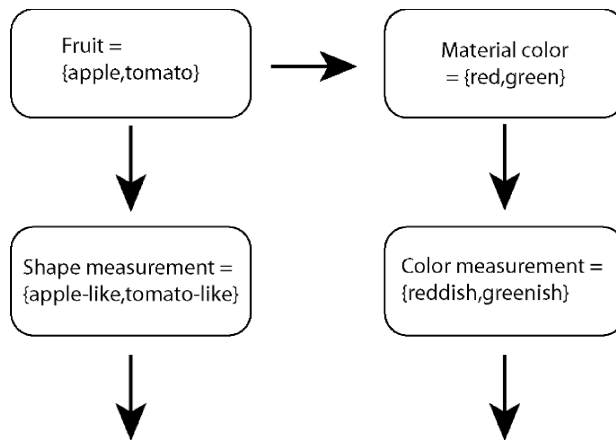 Fruit =
{apple,tomato}
Material color
= {red,green}
Shape measurement =
{apple-like,tomato-like}
Color measurement =
{reddish,greenish}